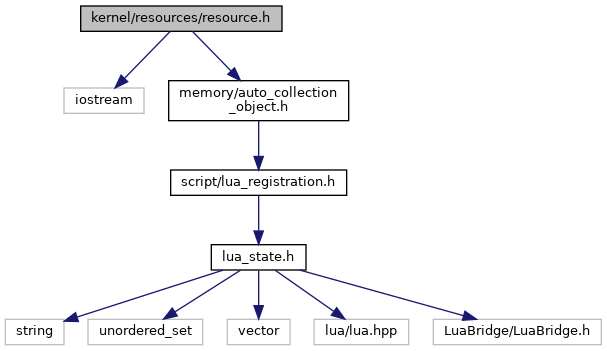 kernel/resources/resource.h
iostream
memory/auto_collection
_object.h
script/lua_registration.h
lua_state.h
string
unordered_set
vector
lua/lua.hpp
LuaBridge/LuaBridge.h